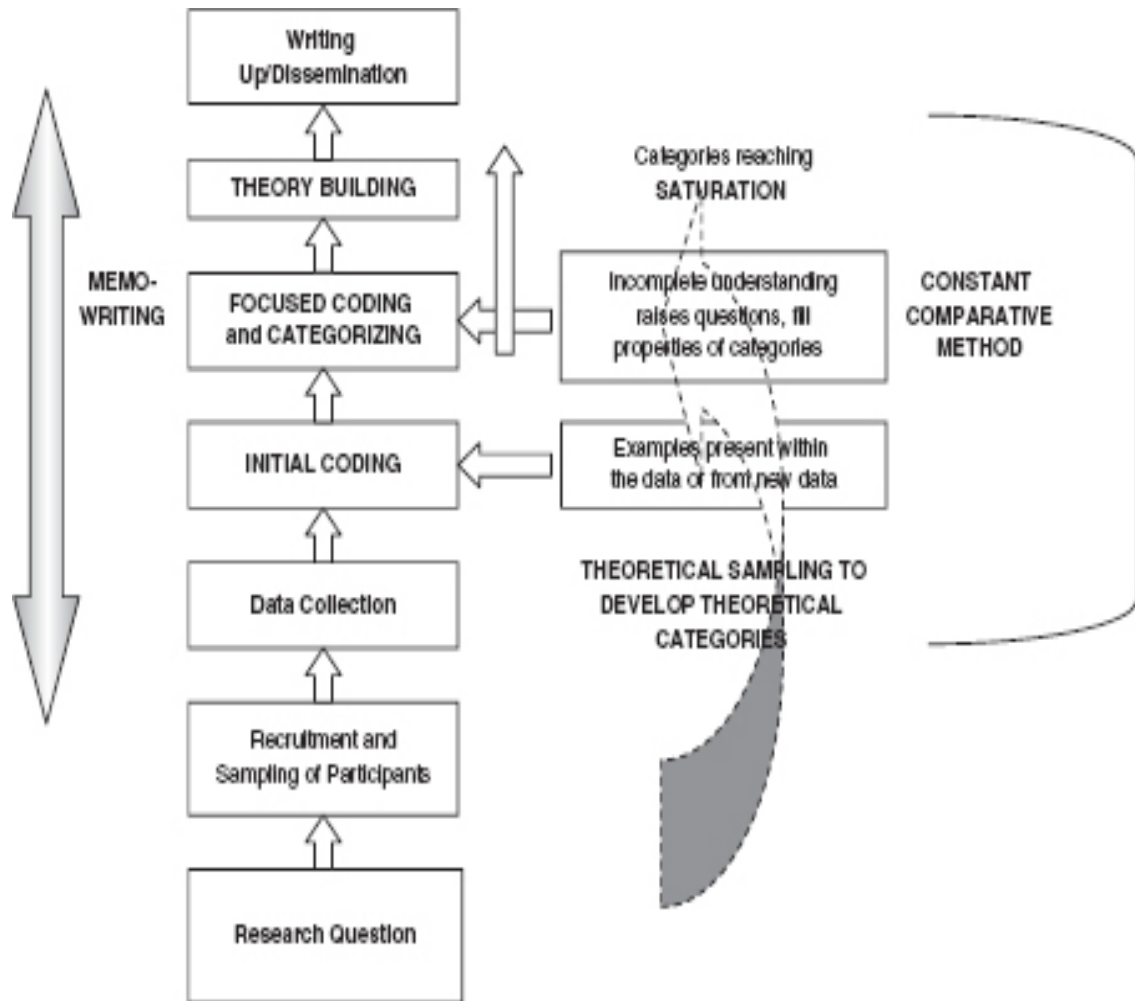 Writing
Up/Dissemination
THEORY BUILDING
Categories reaching
SATURATION
MEMO-
WRITING
FOCUSED CODING
and CATEGORIZING
Incomplete understanding
raises questions, fill
properties of categories
CONSTANT
COMPARATIVE
METHOD
INITIAL CODING
Examples present within
the data or front new data
Data Collection
THEORETICAL SAMPLING TO
DEVELOP THEORETICAL
CATEGORIES
Recruitment and
Sampling of Participants
Research Question